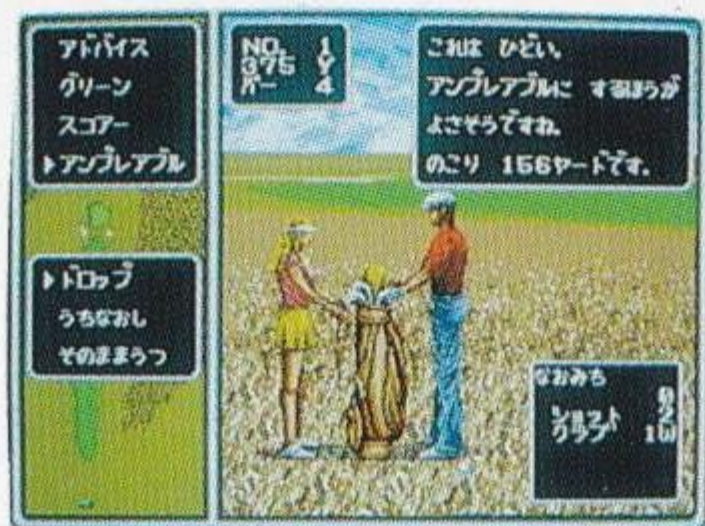 アドバイス
グリーン
スコアー
▶アンプレアブル
▶ドロップ
うちなおし
そのままうつ
NO. 1
375 Y
パー 4
これは ひどい。
アンプレアブルに するほうが
よさそうですね。
のこり 156ヤードです。
なおみち
0
ショット 2
クラブ 1W